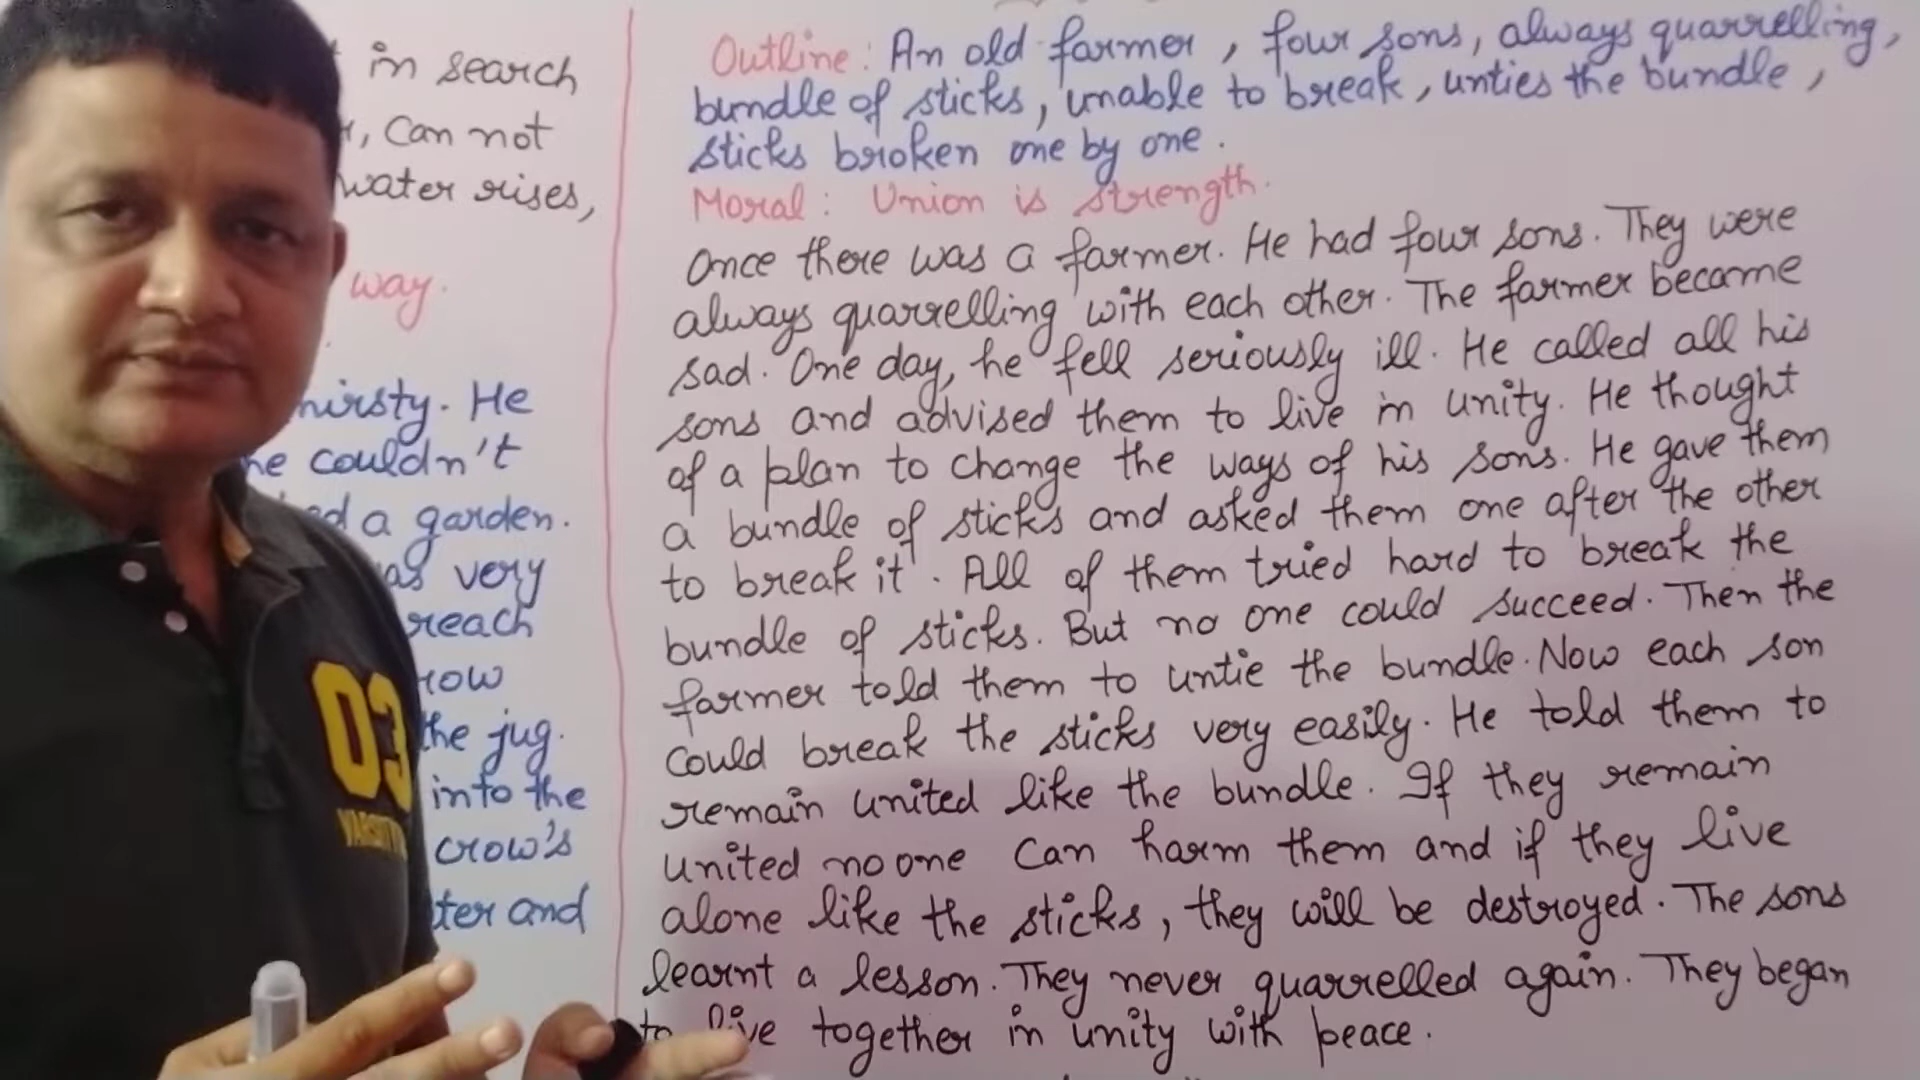 in search
, can not
water rises,
way.
hirsty. He
he couldn't
ed a garden.
as very
reach
row
the jug.
into the
crow's
ter and
03
Outline: An old farmer, four sons, always quarrelling,
bundle of sticks, unable to break, unties the bundle,
sticks broken one by one.
Moral: Union is strength.
Once there was a farmer. He had four sons. They were
always quarrelling with each other. The farmer became
sad. One day, he fell seriously ill. He called all his
sons and advised them to live in unity. He thought
of a plan to change the ways of his sons. He gave them
a bundle of sticks and asked them one after the other
to break it. All of them tried hard to break the
bundle of sticks. But no one could succeed. Then the
farmer told them to untie the bundle. Now each son
could break the sticks very easily. He told them to
remain united like the bundle. If they remain
united no one can harm them and if they live
alone like the sticks, they will be destroyed. The sons
learnt a lesson. They never quarrelled again. They began
to live together in unity with peace.